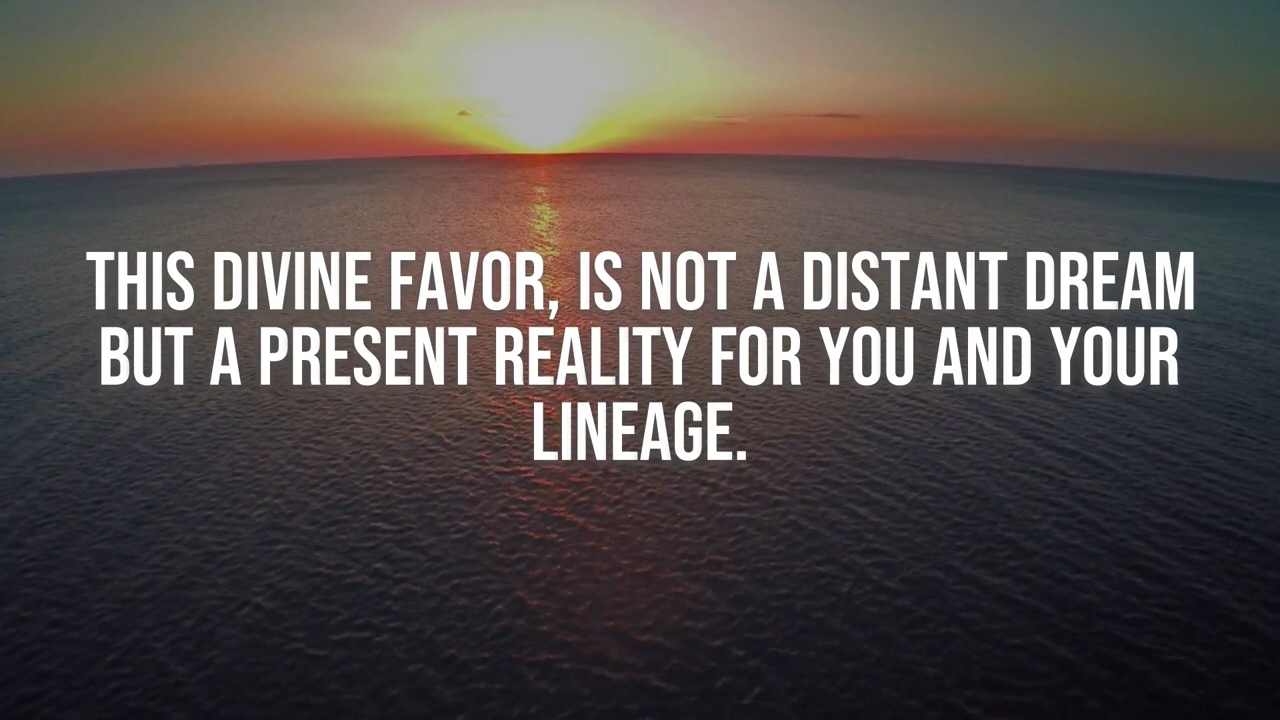 THIS DIVINE FAVOR, IS NOT A DISTANT DREAM
BUT A PRESENT REALITY FOR YOU AND YOUR
LINEAGE.